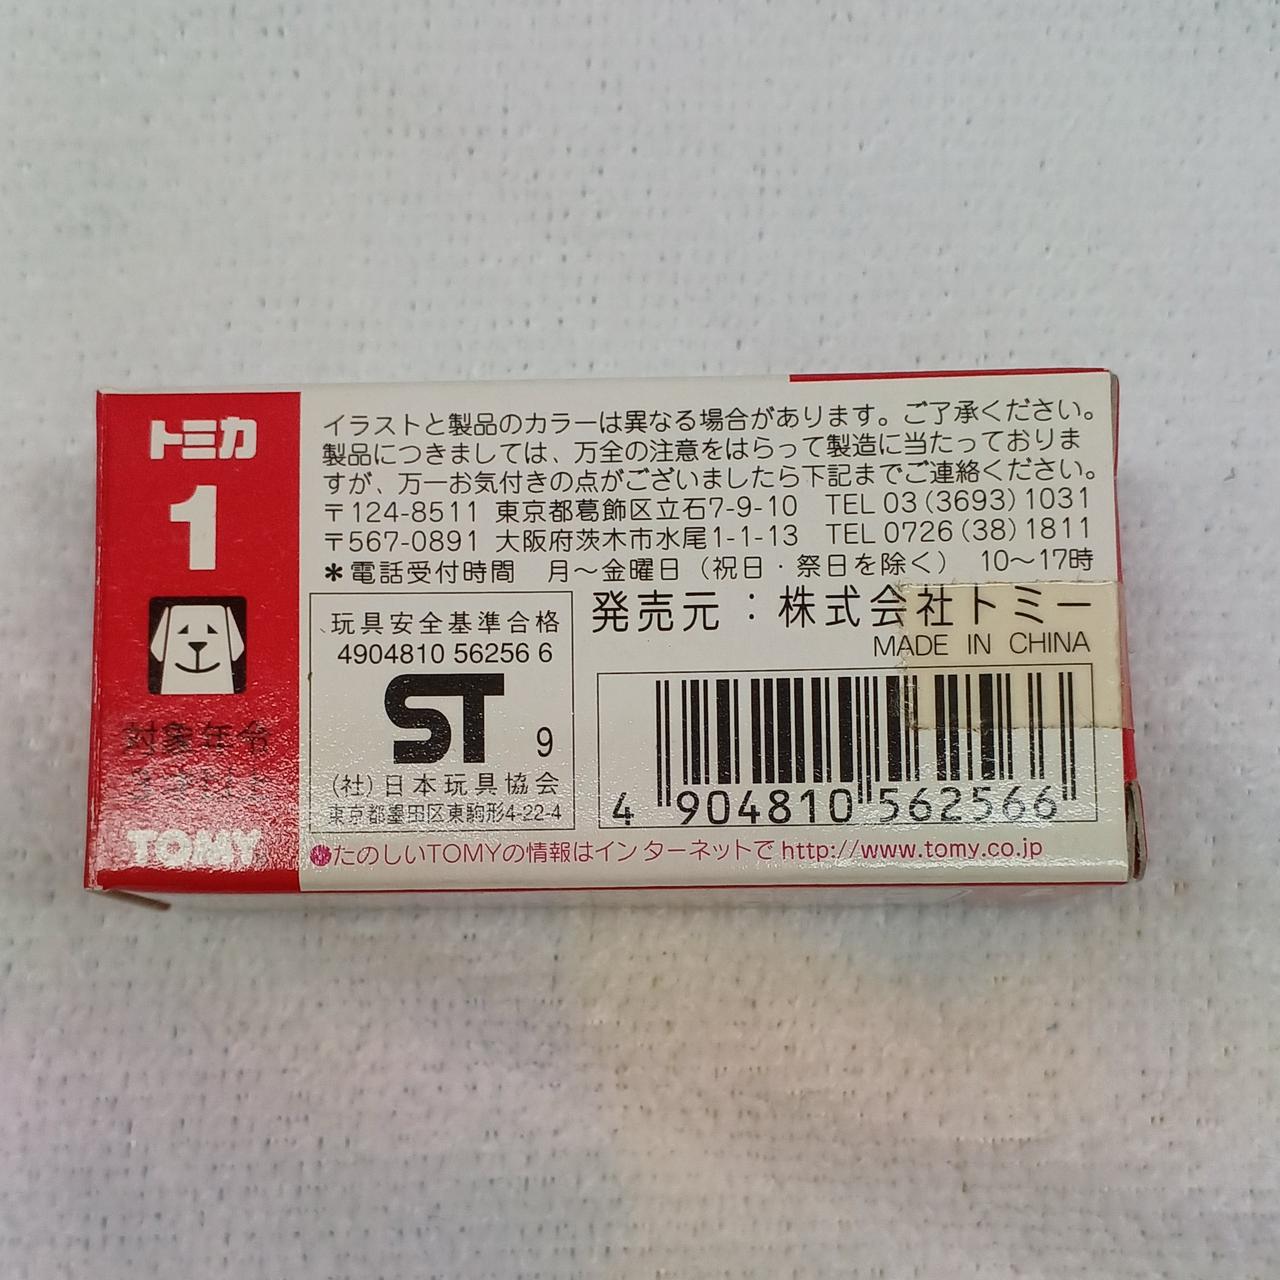 トミカ
1
対象年令
TOMY
イラストと製品のカラーは異なる場合があります。ご了承ください。
製品につきましては、万全の注意をはらって製造に当たっておりま
すが、万一お気付きの点がございましたら下記までご連絡ください。
〒124-8511 東京都葛飾区立石7-9-10 TEL 03(3693)1031
〒567-0891 大阪府茨木市水尾1-1-13 TEL 0726(38)1811
＊電話受付時間 月～金曜日（祝日・祭日を除く） 10～17時
玩具安全基準合格
4904810 56256 6
ST 9
(社)日本玩具協会
東京都墨田区東駒形4-22-4
発売元：株式会社トミー
MADE IN CHINA
4 904810 562566
たのしいTOMYの情報はインターネットで http://www.tomy.co.jp